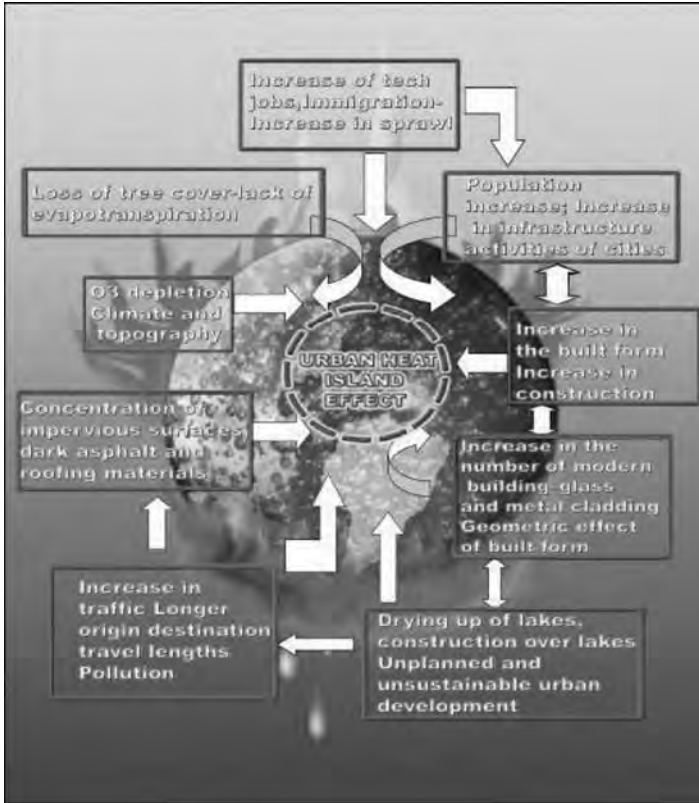 Increase of tech
jobs,Immigration-
Increase in sprawl
Loss of tree cover-lack of
evapotranspiration
Population
increase; Increase
in infrastructure
activities of cities
O3 depletion
Climate and
topography
URBAN HEAT
ISLAND
EFFECT
Increase in
the built form
Increase in
construction
Concentration of
impervious surfaces,
dark asphalt and
roofing materials
Increase in the
number of modern
building-glass
and metal cladding
Geometric effect
of built form
Increase in
traffic Longer
origin destination
travel lengths
Pollution
Drying up of lakes,
construction over lakes
Unplanned and
unsustainable urban
development